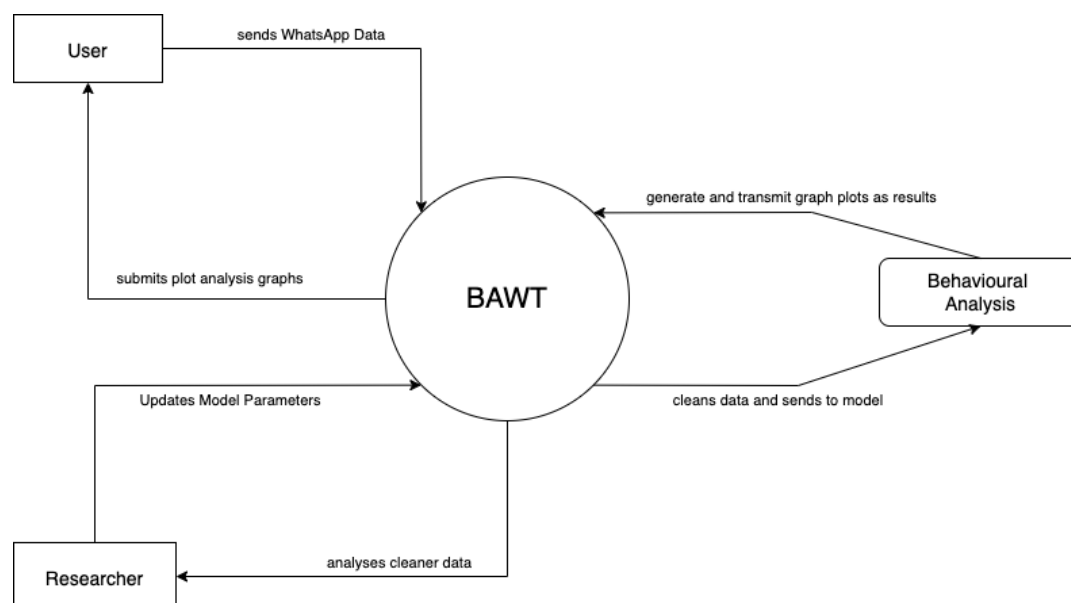 sends WhatsApp Data
User
generate and transmit graph plots as results
submits plot analysis graphs
BAWT
Behavioural
Analysis
Updates Model Parameters
cleans data and sends to model
analyses cleaner data
Researcher